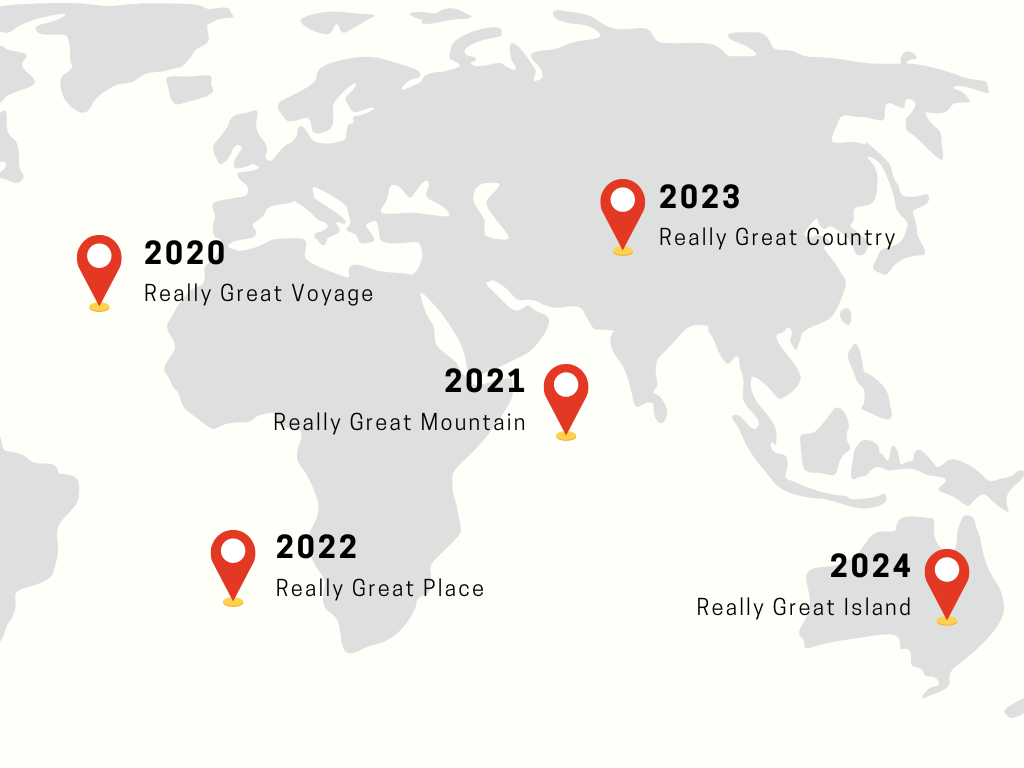 2020
Really Great Voyage
2021
Really Great Mountain
2022
Really Great Place
2023
Really Great Country
2024
Really Great Island